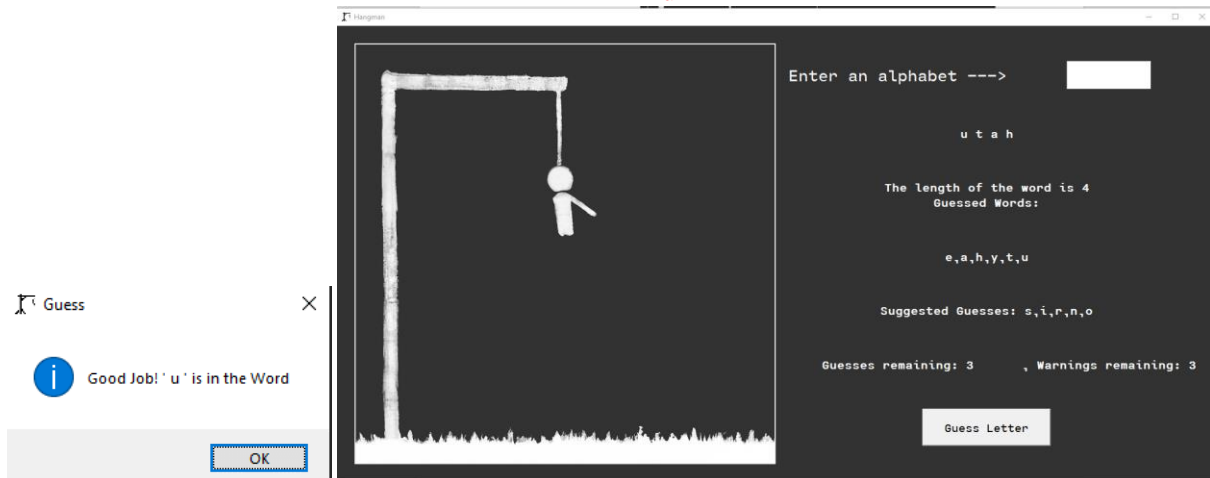 Guess
Good Job! ' u ' is in the Word
OK
Hangman
Enter an alphabet --->
u t a h
The length of the word is 4
Guessed Words:
e,a,h,y,t,u
Suggested Guesses: s,i,r,n,o
Guesses remaining: 3 , Warnings remaining: 3
Guess Letter